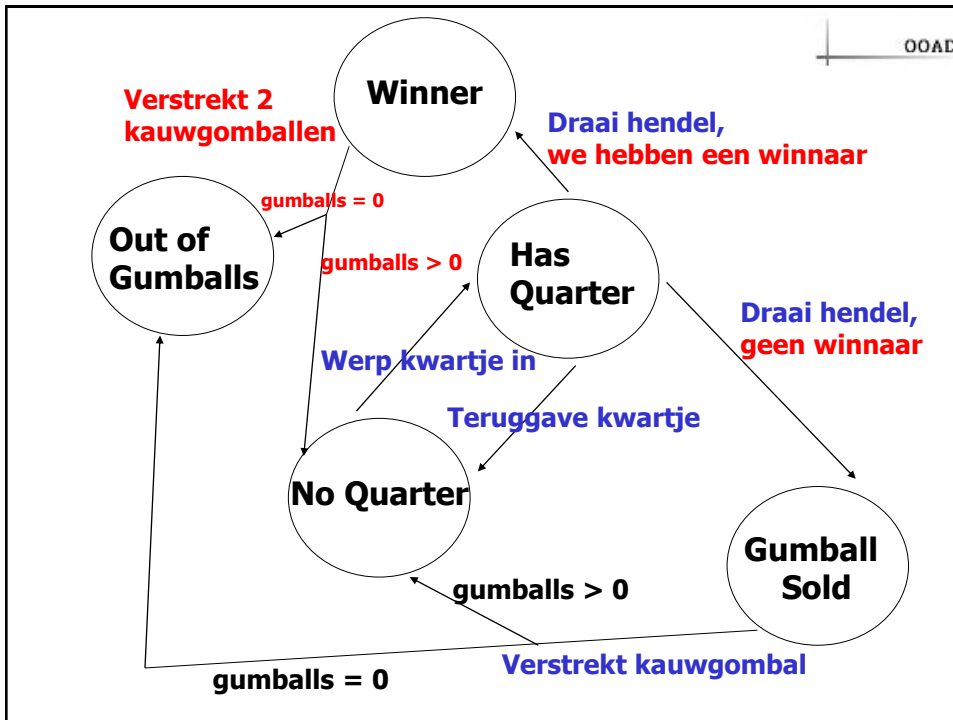 OOAD
Winner
Verstrekt 2
kauwgomballen
Draai hendel,
we hebben een winnaar
gumballs = 0
Out of
Gumballs
gumballs > 0
Has
Quarter
Draai hendel,
geen winnaar
Werp kwartje in
Teruggave kwartje
No Quarter
Gumball
Sold
gumballs > 0
Verstrekt kauwgombal
gumballs = 0